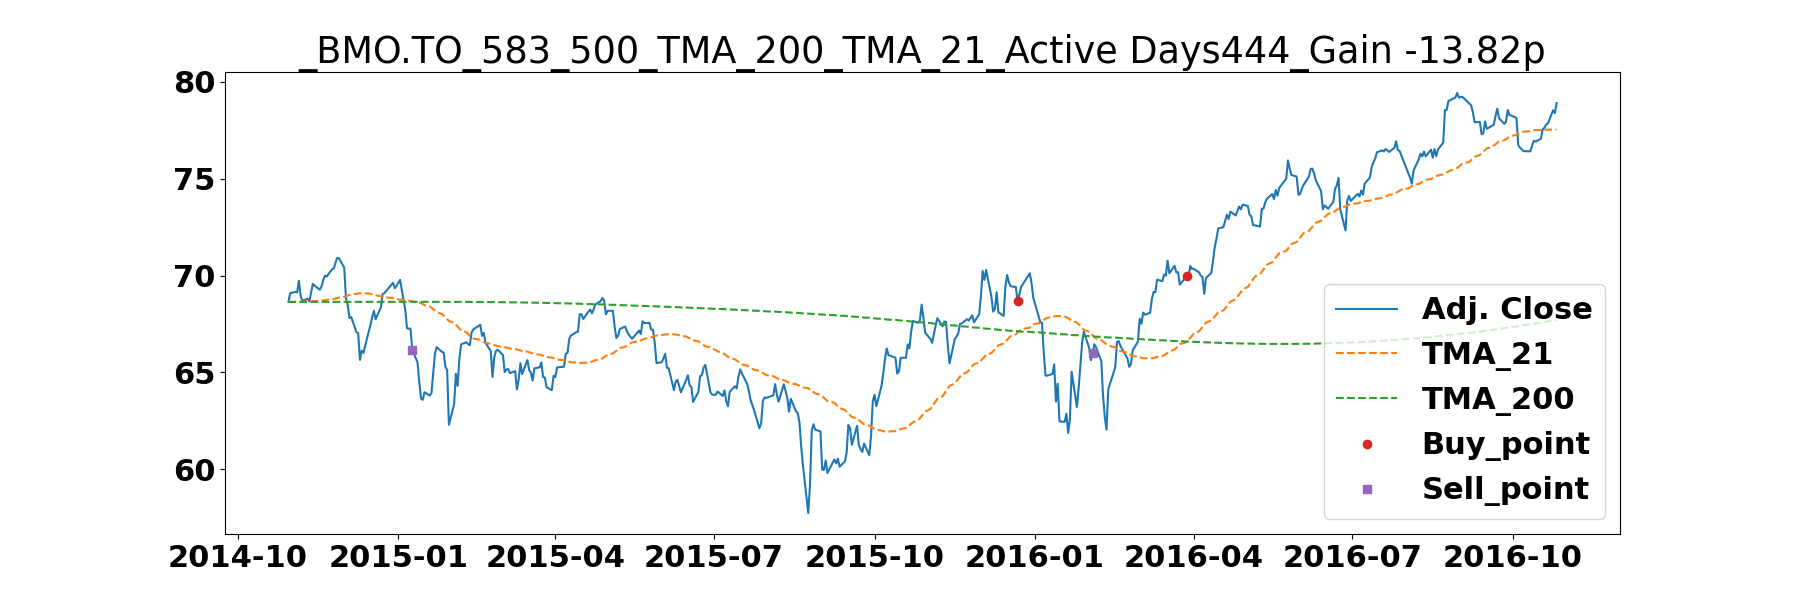 _BMO.TO_583_500_TMA_200_TMA_21_Active Days444_Gain -13.82p
80
75
70
65
60
2014-10 2015-01 2015-04 2015-07 2015-10 2016-01 2016-04 2016-07 2016-10
Adj. Close
TMA_21
TMA_200
Buy_point
Sell_point